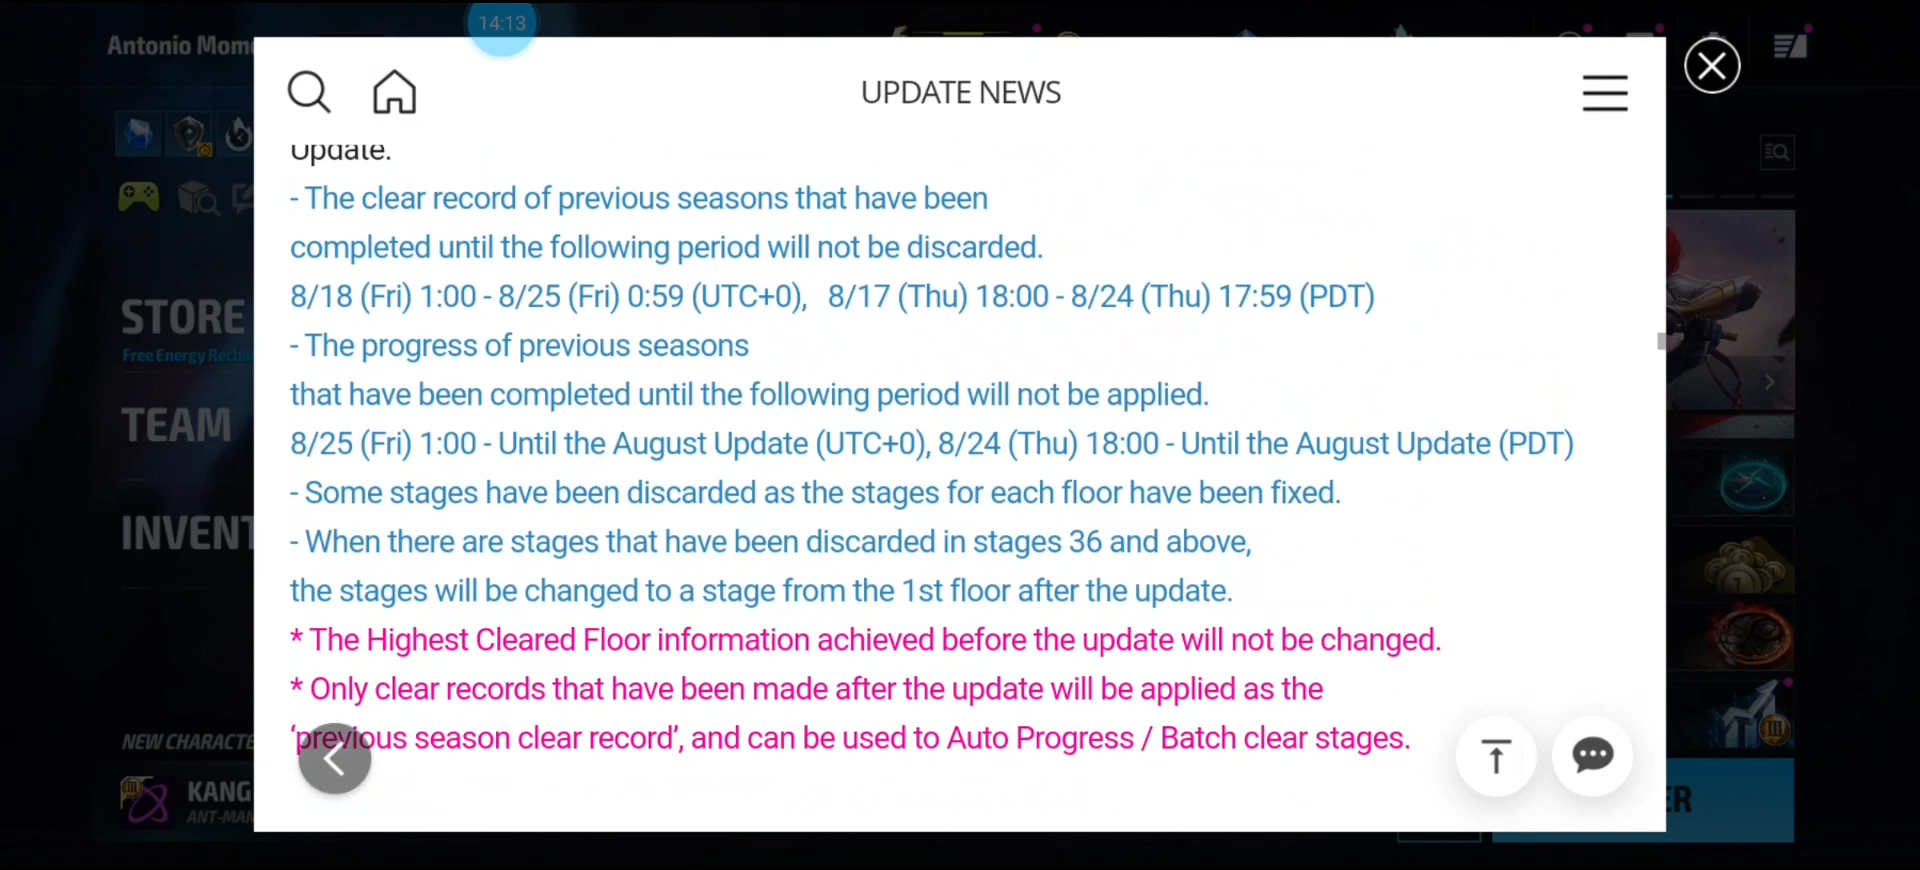 14:13
Antonio Mom
UPDATE NEWS
Update.
- The clear record of previous seasons that have been
completed until the following period will not be discarded.
8/18 (Fri) 1:00 - 8/25 (Fri) 0:59 (UTC+0), 8/17 (Thu) 18:00 - 8/24 (Thu) 17:59 (PDT)
- The progress of previous seasons
that have been completed until the following period will not be applied.
8/25 (Fri) 1:00 - Until the August Update (UTC+0), 8/24 (Thu) 18:00 - Until the August Update (PDT)
- Some stages have been discarded as the stages for each floor have been fixed.
- When there are stages that have been discarded in stages 36 and above,
the stages will be changed to a stage from the 1st floor after the update.
* The Highest Cleared Floor information achieved before the update will not be changed.
* Only clear records that have been made after the update will be applied as the
‘previous season clear record’, and can be used to Auto Progress / Batch clear stages.
STORE
Free Energy Recha
TEAM
INVENT
NEW CHARACTE
KANG
ANT-MAN
ER